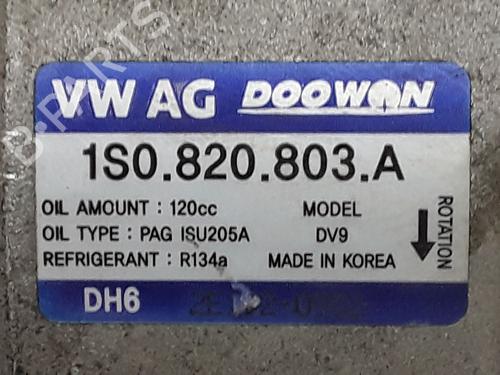 VW AG DOOWON
1S0.820.803.A
OIL AMOUNT : 120cc MODEL
OIL TYPE : PAG ISU205A DV9
REFRIGERANT : R134a MADE IN KOREA
ROTATION
DH6
B-PARTS